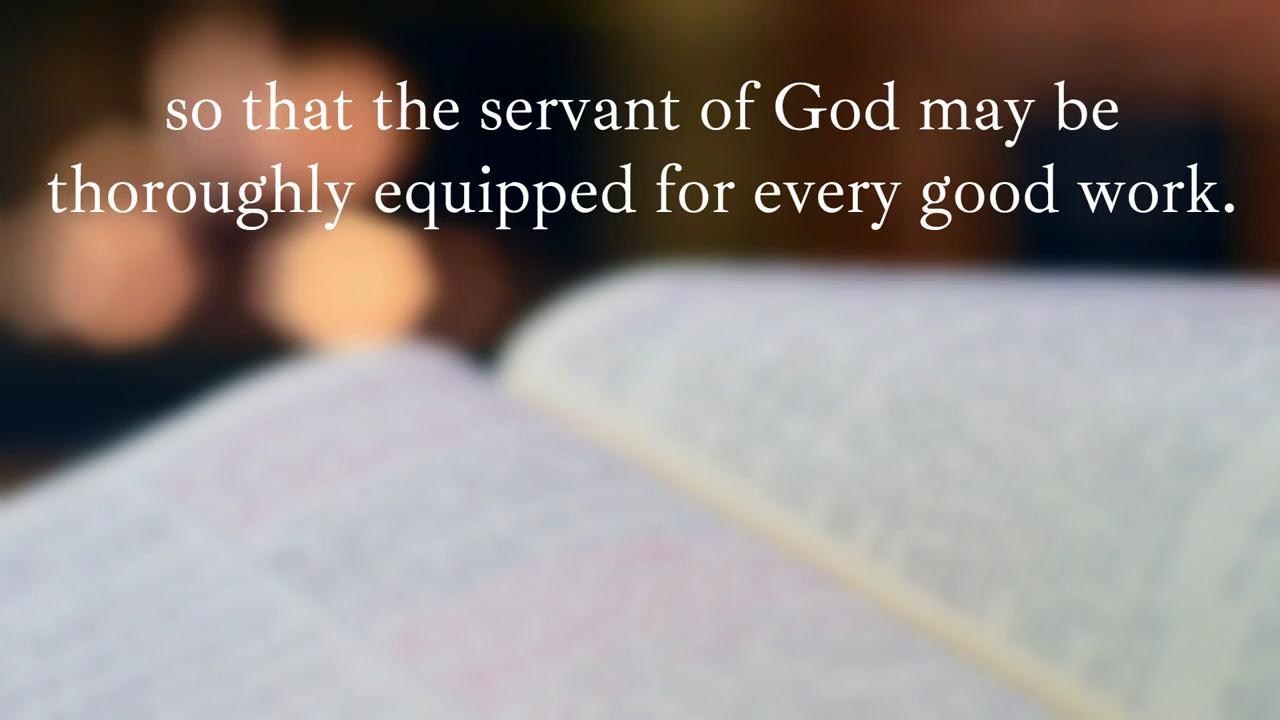 so that the servant of God may be
thoroughly equipped for every good work.